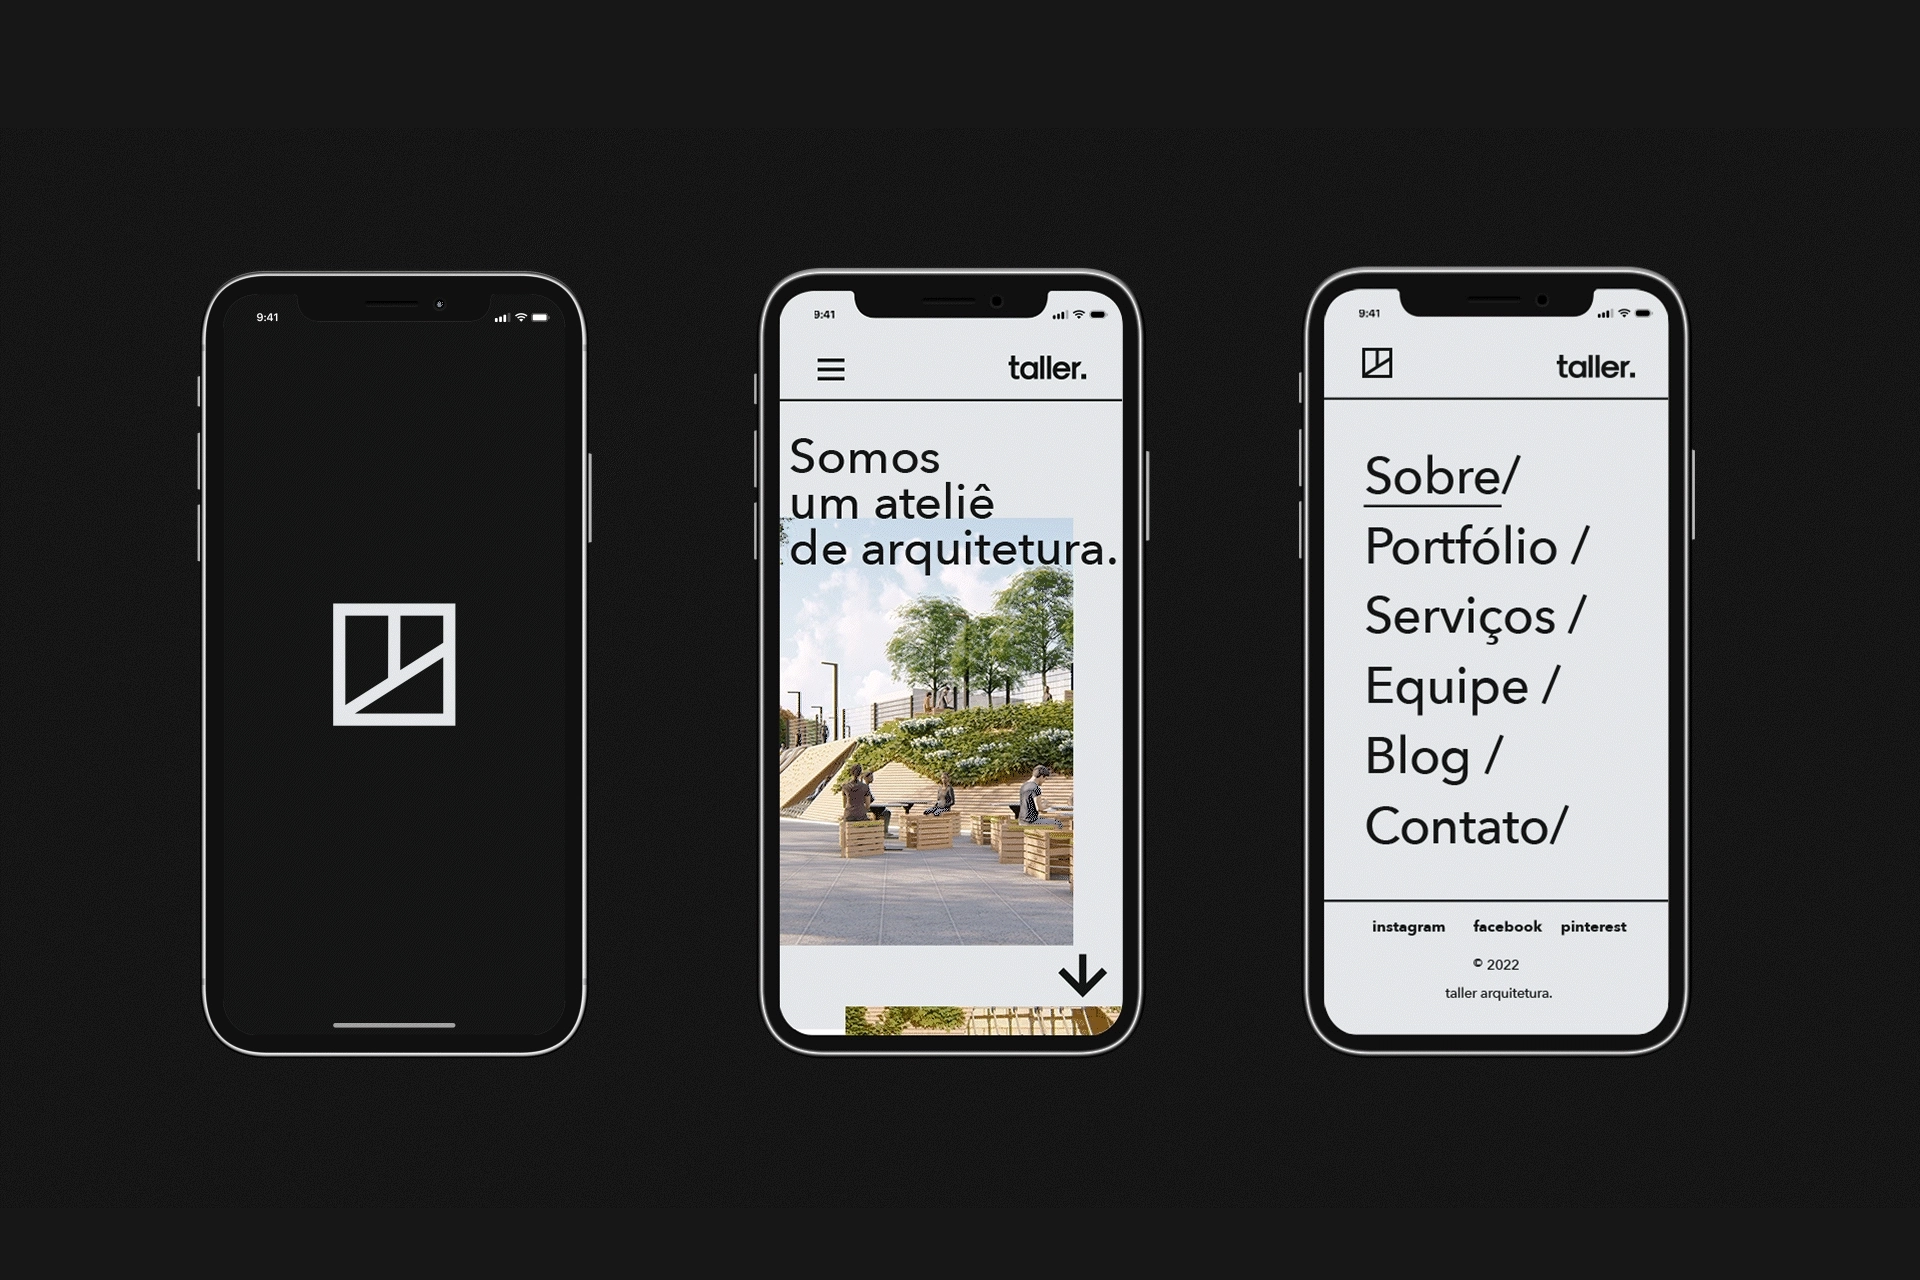 9:41
9:41
taller.
Somos
um ateliê
de arquitetura.
9:41
taller.
Sobre/
Portfólio /
Serviços /
Equipe /
Blog /
Contato/
instagram facebook pinterest
© 2022
taller arquitetura.